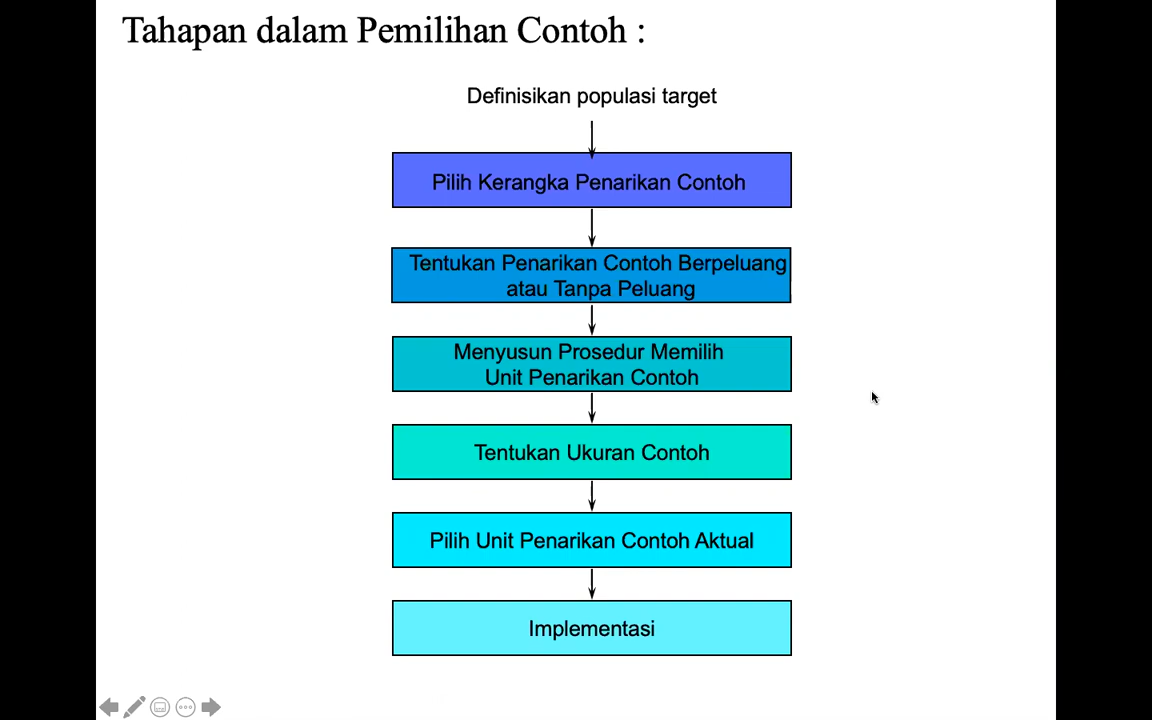 Tahapan dalam Pemilihan Contoh :
Definisikan populasi target
Pilih Kerangka Penarikan Contoh
Tentukan Penarikan Contoh Berpeluang
atau Tanpa Peluang
Menyusun Prosedur Memilih
Unit Penarikan Contoh
Tentukan Ukuran Contoh
Pilih Unit Penarikan Contoh Aktual
Implementasi